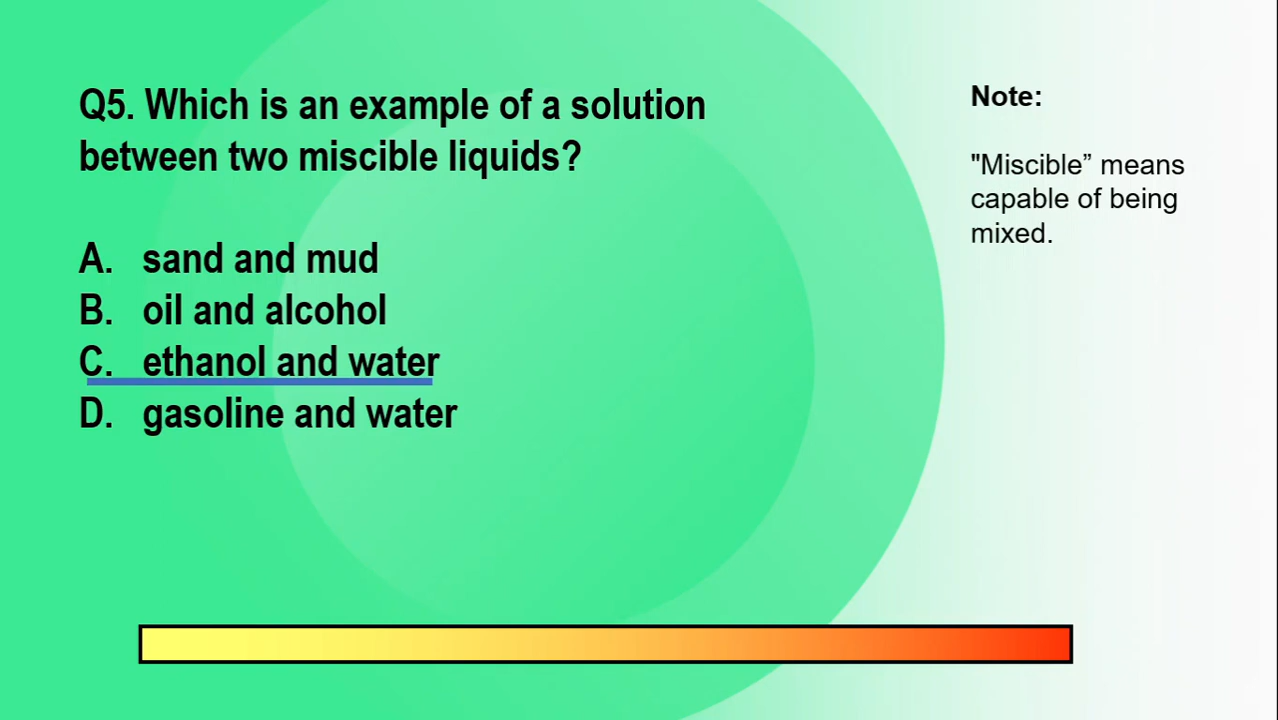 Q5. Which is an example of a solution
between two miscible liquids?
A. sand and mud
B. oil and alcohol
C. ethanol and water
D. gasoline and water
Note:
"Miscible” means
capable of being
mixed.